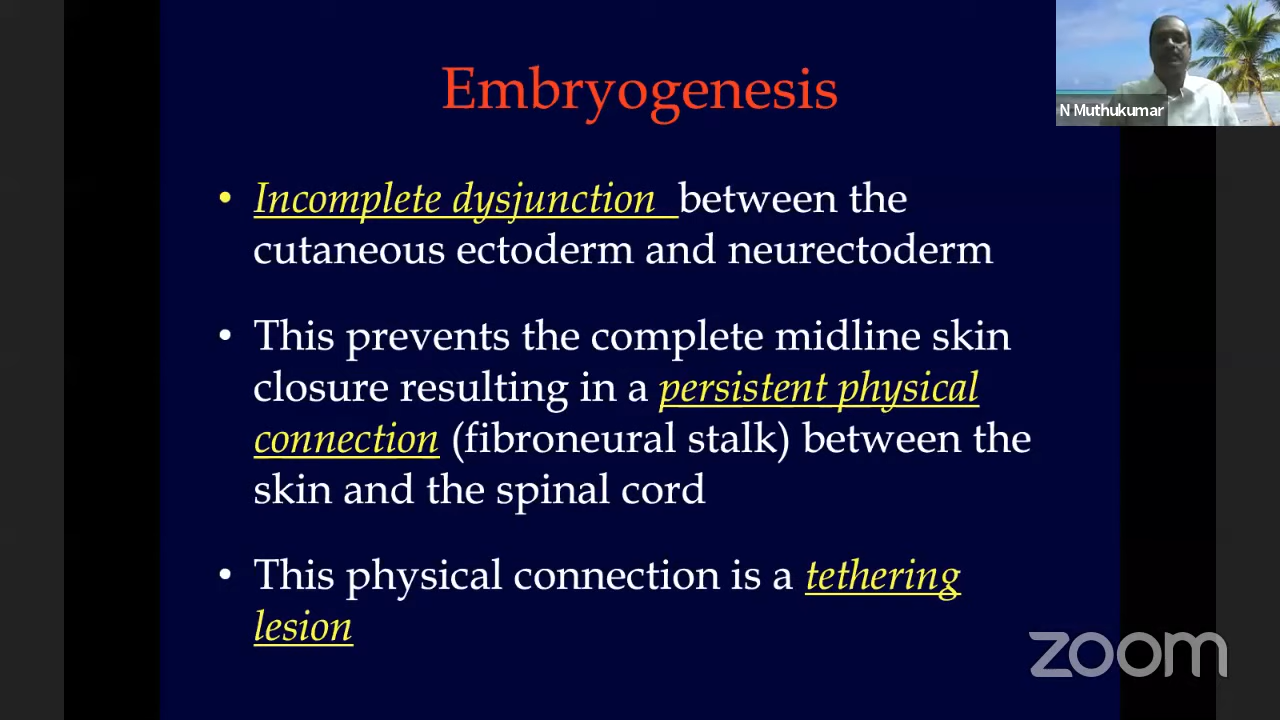 Embryogenesis
N Muthukumar
• Incomplete dysjunction between the
cutaneous ectoderm and neurectoderm
• This prevents the complete midline skin
closure resulting in a persistent physical
connection (fibroneural stalk) between the
skin and the spinal cord
• This physical connection is a tethering
lesion
zoom